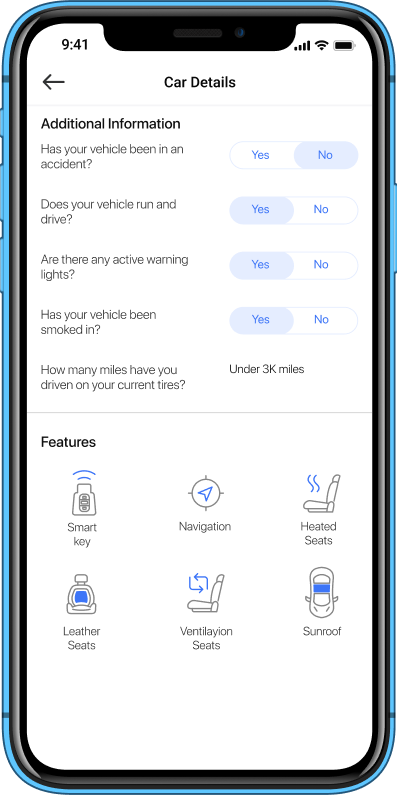 9:41
Car Details
Additional Information
Has your vehicle been in an
accident?
Yes No
Does your vehicle run and
drive?
Yes No
Are there any active warning
lights?
Yes No
Has your vehicle been
smoked in?
Yes No
How many miles have you
driven on your current tires?
Under 3K miles
Features
Smart
key
Navigation
Heated
Seats
Leather
Seats
Ventilayion
Seats
Sunroof